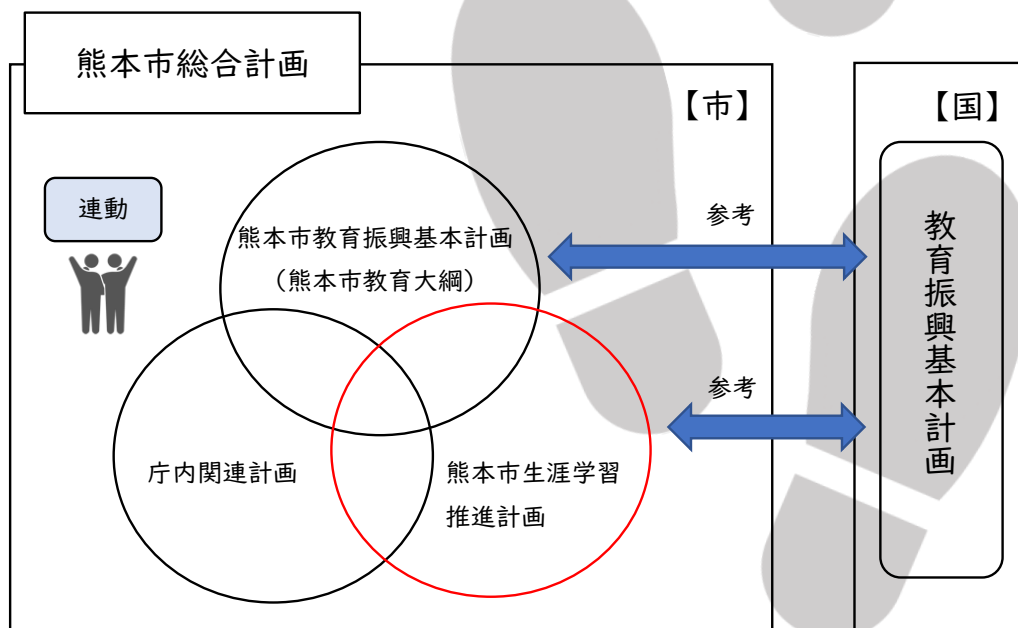 熊本市総合計画
【市】
【国】
連動
熊本市教育振興基本計画
（熊本市教育大綱）
参考
教育振興基本計画
参考
庁内関連計画
熊本市生涯学習
推進計画